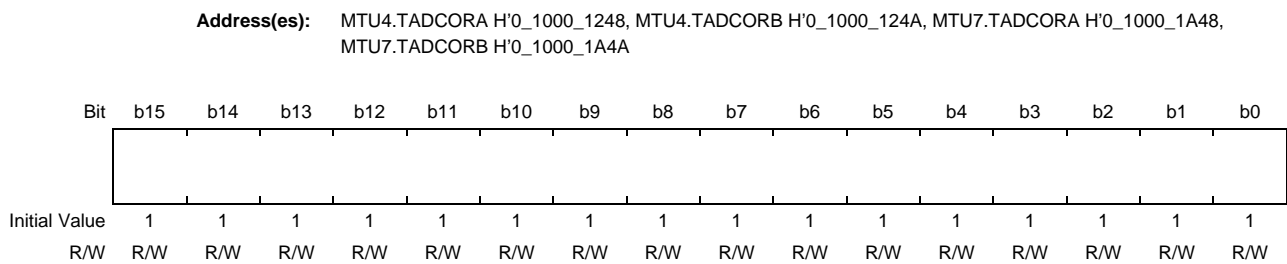 Address(es): MTU4.TADCORA H'0_1000_1248, MTU4.TADCORB H'0_1000_124A, MTU7.TADCORA H'0_1000_1A48,
MTU7.TADCORB H'0_1000_1A4A
Bit b15 b14 b13 b12 b11 b10 b9 b8 b7 b6 b5 b4 b3 b2 b1 b0
Initial Value 1 1 1 1 1 1 1 1 1 1 1 1 1 1 1 1
R/W R/W R/W R/W R/W R/W R/W R/W R/W R/W R/W R/W R/W R/W R/W R/W R/W